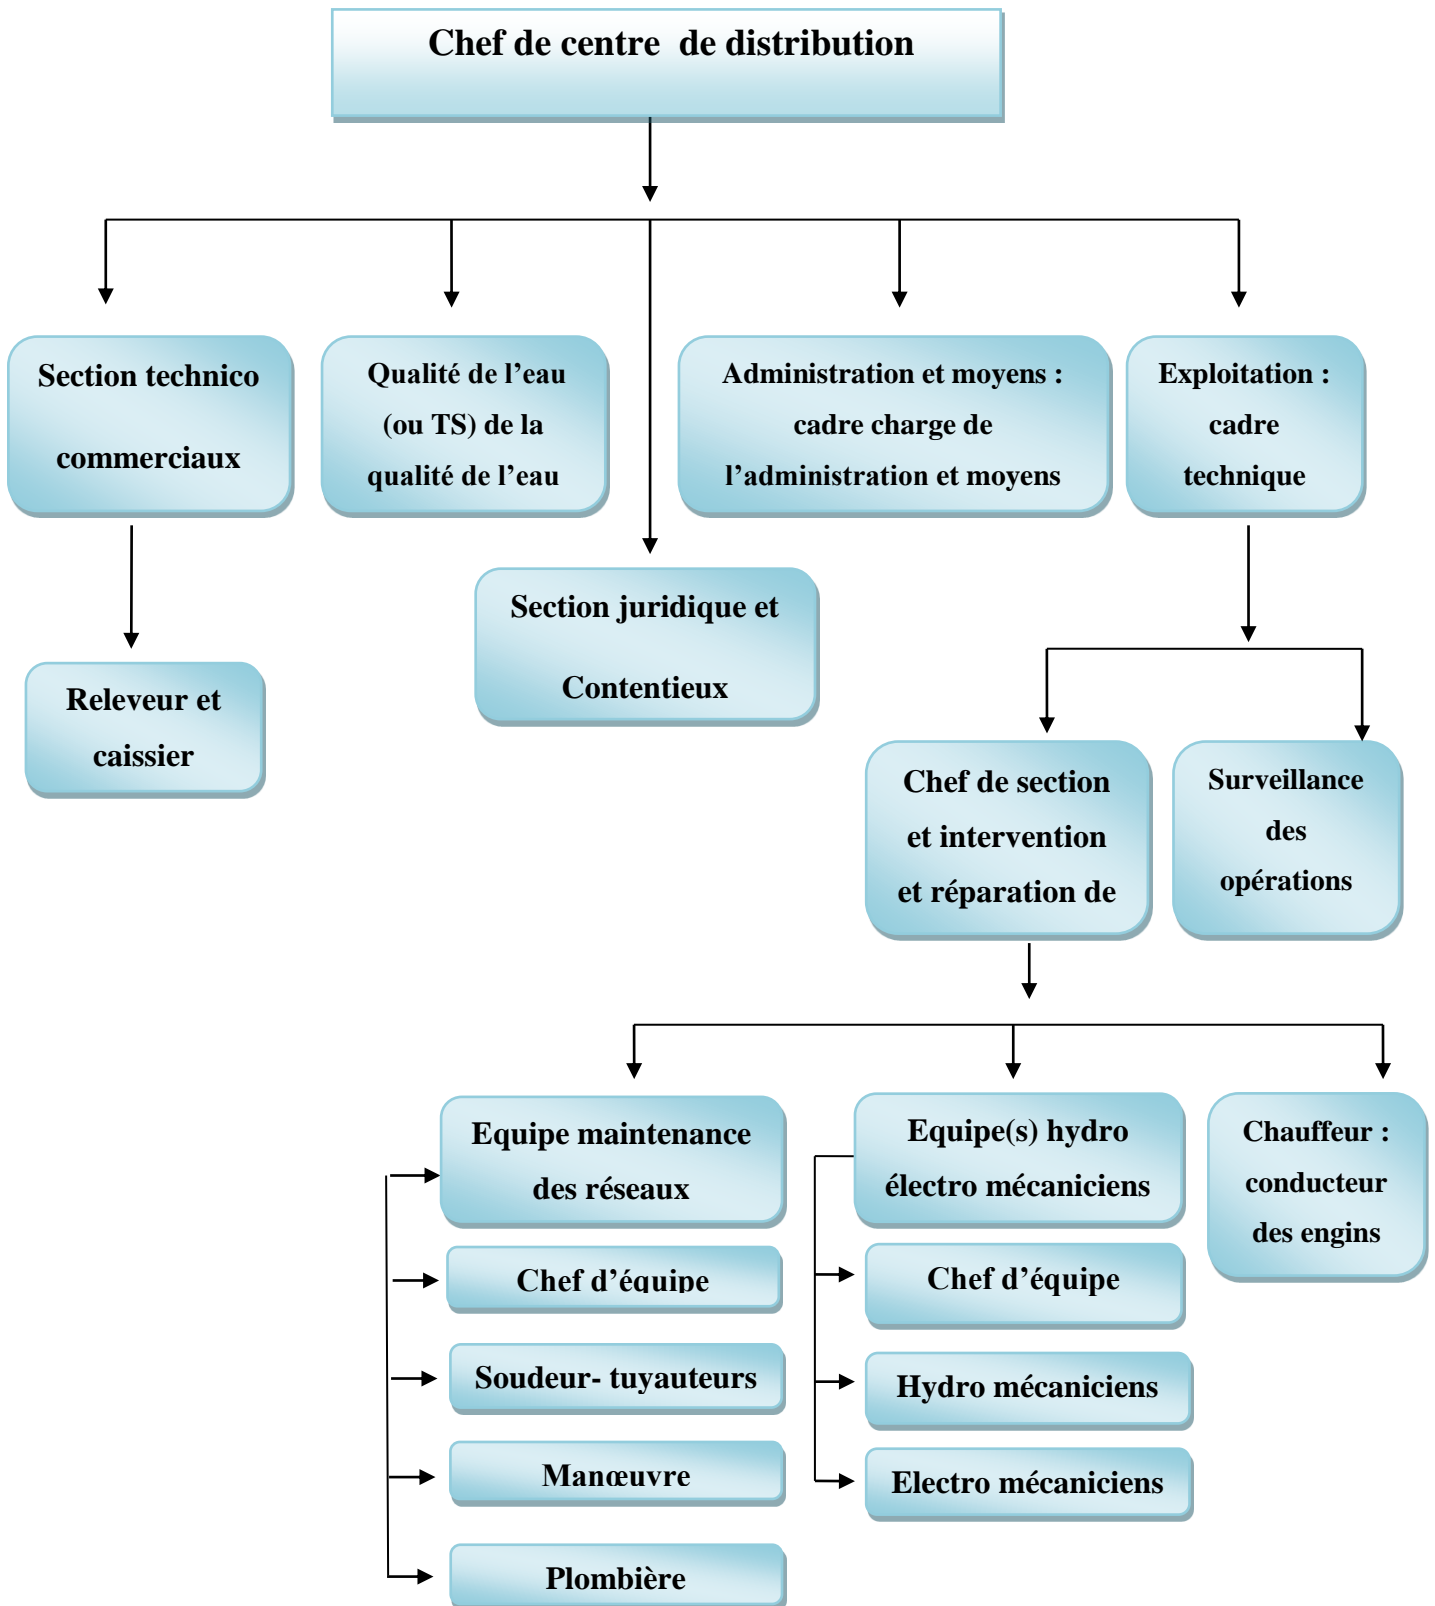 Chef de centre de distribution
Section technico
commerciaux
Qualité de l’eau
(ou TS) de la
qualité de l’eau
Administration et moyens :
cadre charge de
l’administration et moyens
Exploitation :
cadre
technique
Section juridique et
Contentieux
Releveur et
caissier
Chef de section
et intervention
et réparation de
Surveillance
des
opérations
Equipe maintenance
des réseaux
Equipe(s) hydro
électro mécaniciens
Chauffeur :
conducteur
des engins
Chef d’équipe
Soudeur- tuyauteurs
Manœuvre
Plombière
Chef d’équipe
Hydro mécaniciens
Electro mécaniciens